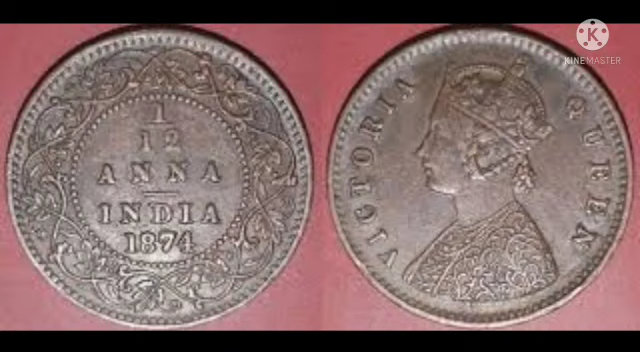 1
12
ANNA
INDIA
1874
VICTORIA QUEEN
K
KINEMASTER